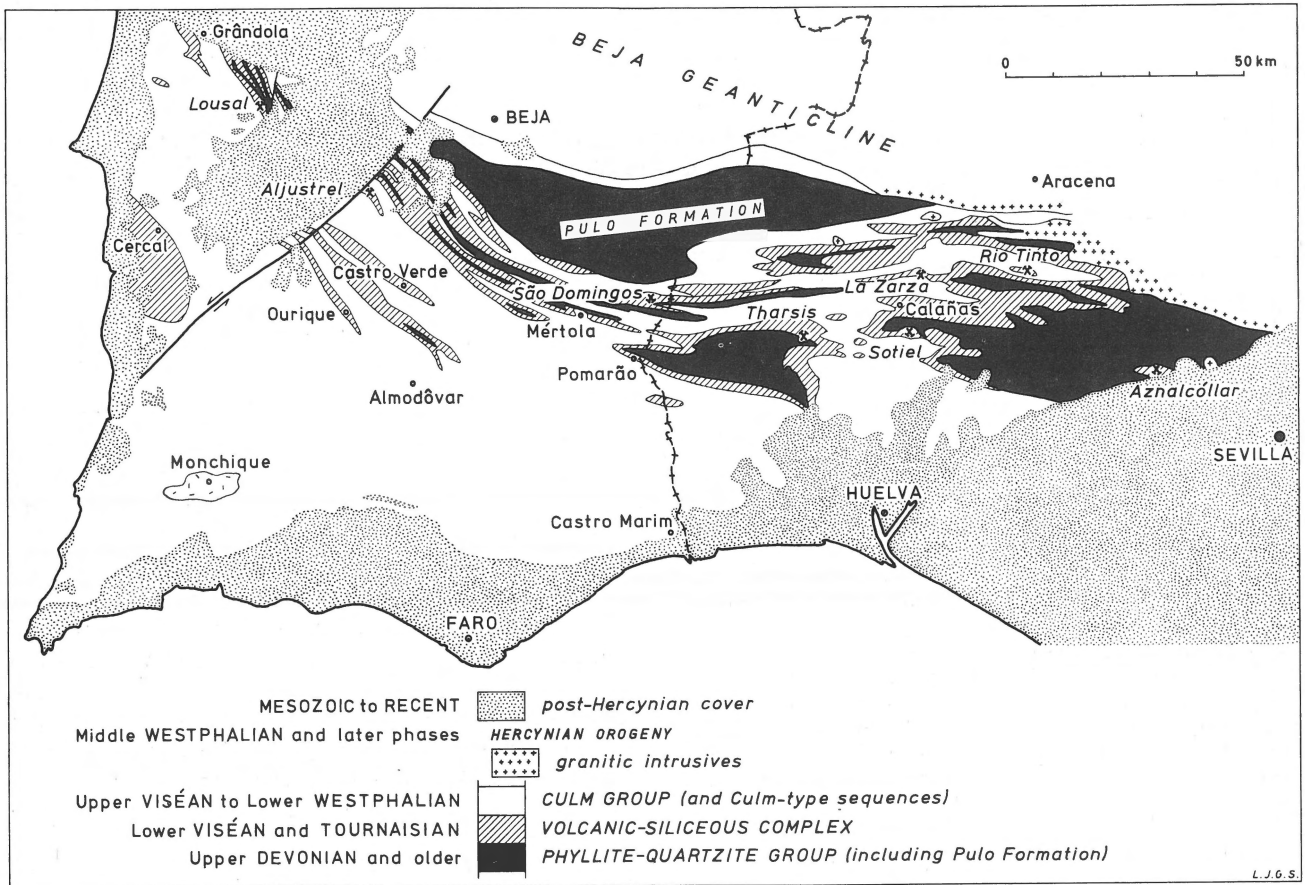 Grândola
BEJA GEANTICLINE
0 50 km
Lousal
BEJA
Aljustrel
Aracena
PULO FORMATION
Cercal
Rio Tinto
Castro Verde
São Domingos
La Zarza
Ourique
Mértola
Tharsis
Calañas
Sotiel
Pomarão
Almodôvar
Aznalcóllar
SEVILLA
Monchique
HUELVA
Castro Marim
FARO
MESOZOIC to RECENT post-Hercynian cover
Middle WESTPHALIAN and later phases HERCYNIAN OROGENY
granitic intrusives
Upper VISÉAN to Lower WESTPHALIAN CULM GROUP (and Culm-type sequences)
Lower VISÉAN and TOURNAISIAN VOLCANIC-SILICEOUS COMPLEX
Upper DEVONIAN and older PHYLLITE-QUARTZITE GROUP (including Pulo Formation)
L.J.G.S.